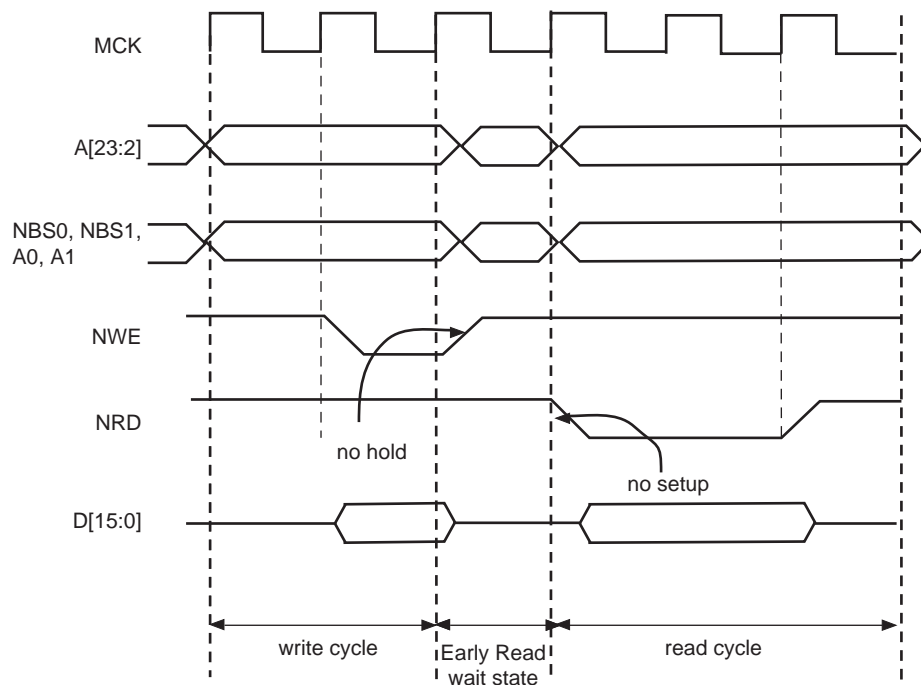 MCK
A[23:2]
NBS0, NBS1,
A0, A1
NWE
NRD
no hold
no setup
D[15:0]
write cycle
Early Read
wait state
read cycle